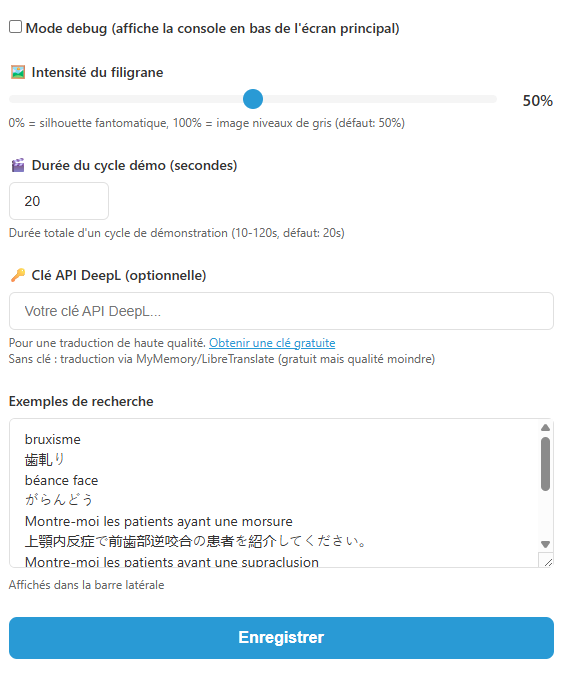 Mode debug (affiche la console en bas de l'écran principal)
Intensité du filigrane
50%
0% = silhouette fantomatique, 100% = image niveaux de gris (défaut: 50%)
Durée du cycle démo (secondes)
20
Durée totale d'un cycle de démonstration (10-120s, défaut: 20s)
Clé API DeepL (optionnelle)
Votre clé API DeepL...
Pour une traduction de haute qualité. Obtenir une clé gratuite
Sans clé : traduction via MyMemory/LibreTranslate (gratuit mais qualité moindre)
Exemples de recherche
bruxisme
歯軋り
béance face
がらんどう
Montre-moi les patients ayant une morsure
上顎内反症で前歯部逆咬合の患者を紹介してください。
Montre-moi les patients ayant une supraclusion
Affichés dans la barre latérale
Enregistrer